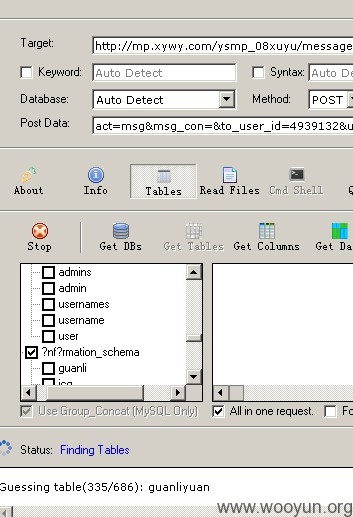 Target:
http://mp.xywy.com/ysmp_08xuyu/message
Keyword:
Auto Detect
Syntax:
Auto De
Database:
Auto Detect
Method:
POST
Post Data:
act=msg&msg_con=&to_user_id=4939132&u
About
Info
Tables
Read Files
Cmd Shell
Stop
Get DBs
Get Tables
Get Columns
Get Da
admins
admin
usernames
username
user
?nf?rmation_schema
guanli
Use Group_Concat (MySQL Only)
All in one request.
Fo
Status: Finding Tables
Guessing table(335/686): guanliyuan
www.wooyun.org